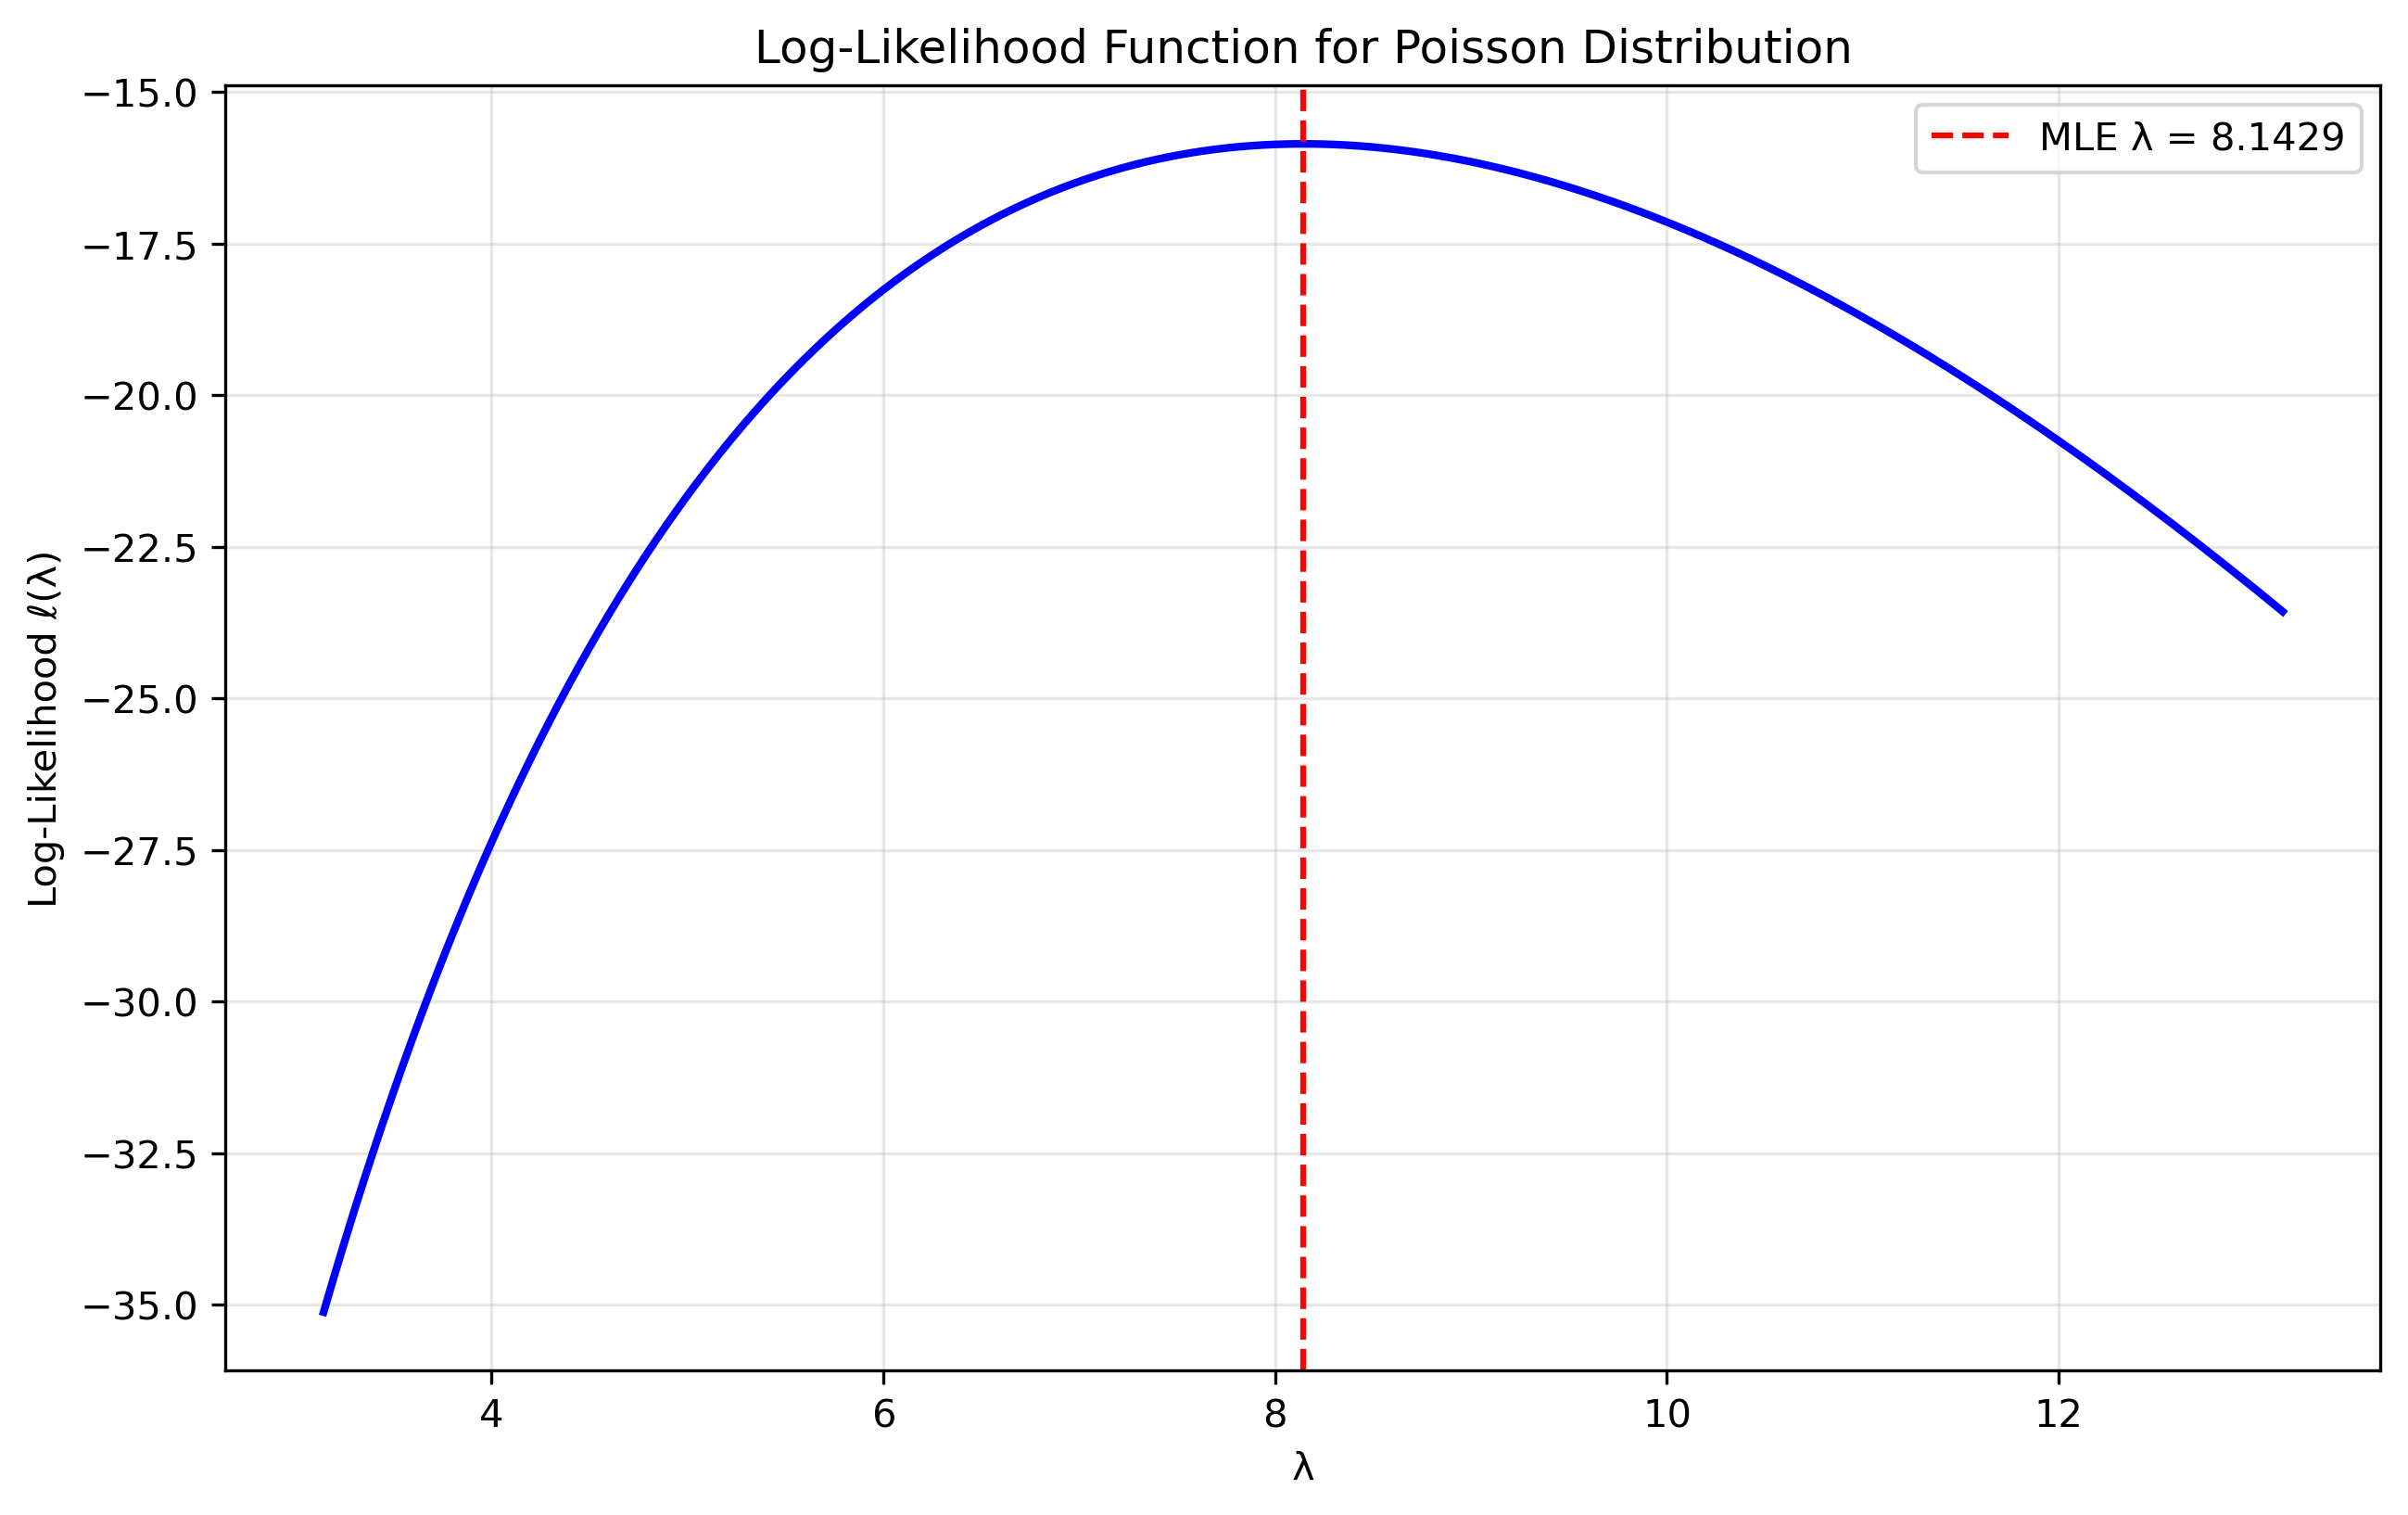 Log-Likelihood Function for Poisson Distribution
MLE λ = 8.1429
Log-Likelihood ℓ(λ)
−15.0
−17.5
−20.0
−22.5
−25.0
−27.5
−30.0
−32.5
−35.0
4 6 8 10 12
λ